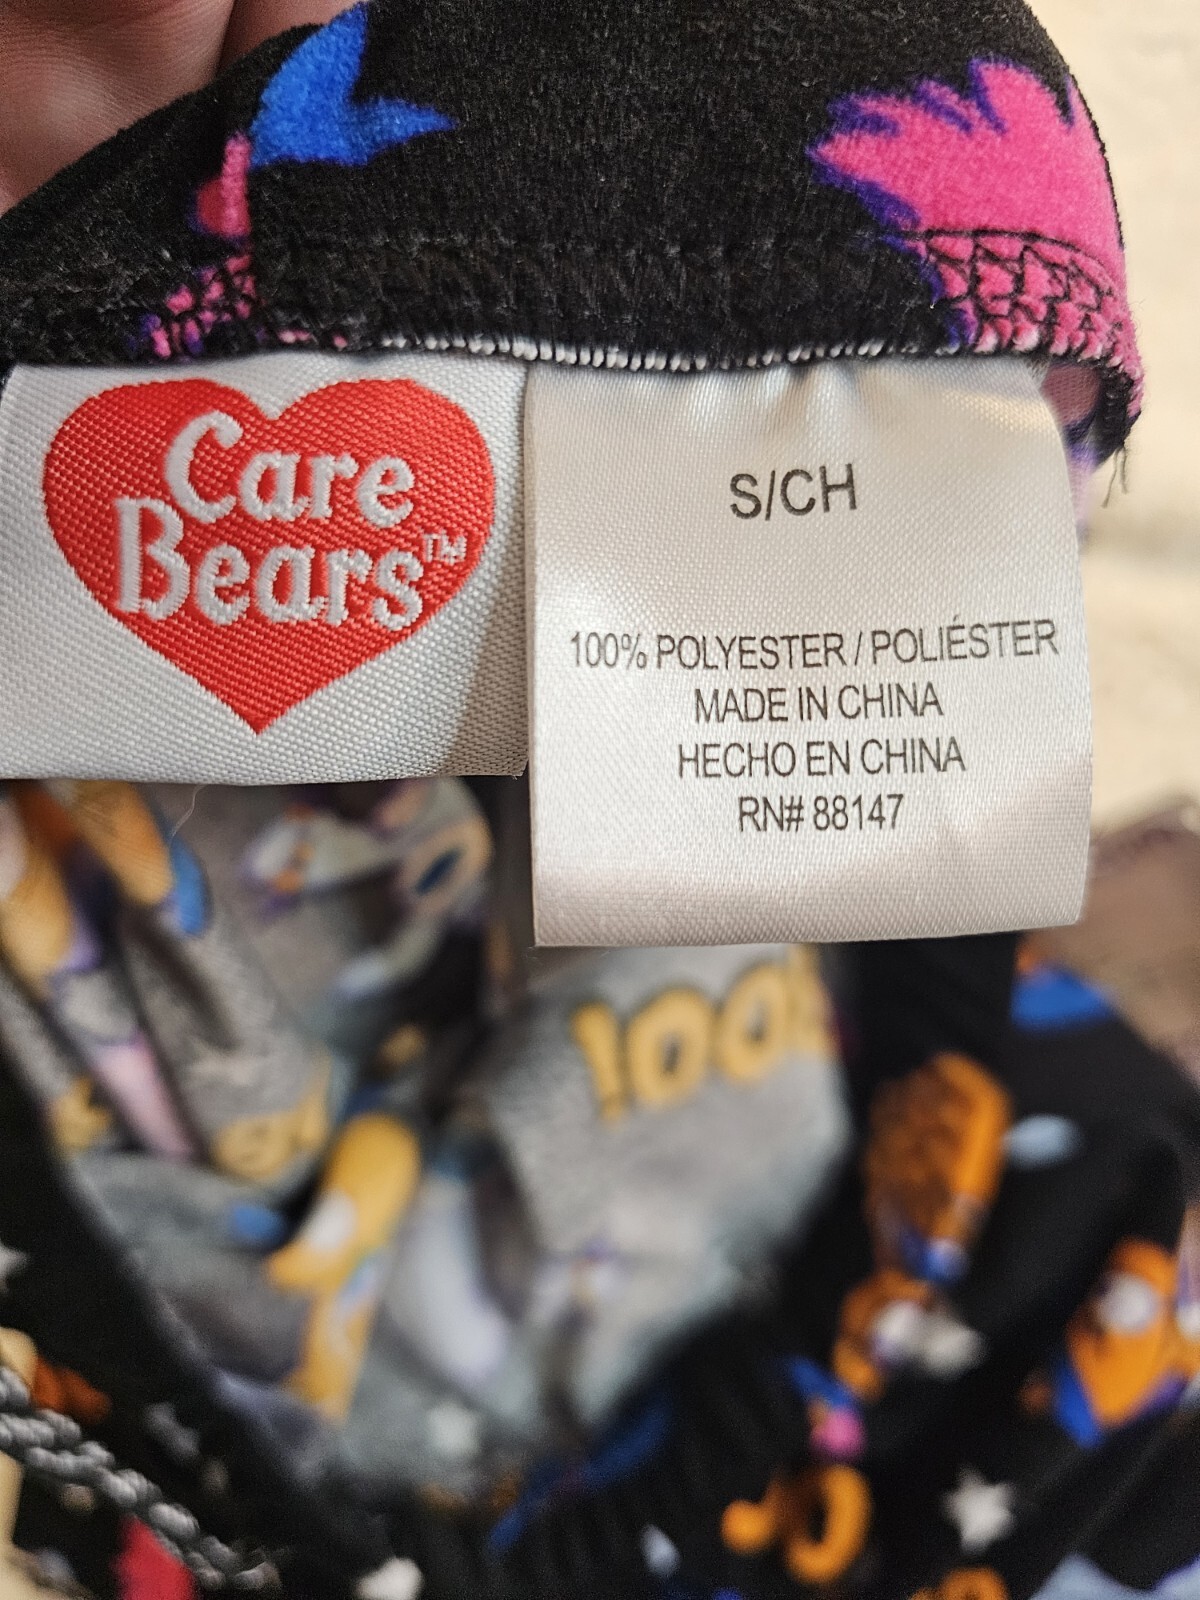 Care
Bears™
S/CH
100% POLYESTER / POLIÉSTER
MADE IN CHINA
HECHO EN CHINA
RN# 88147